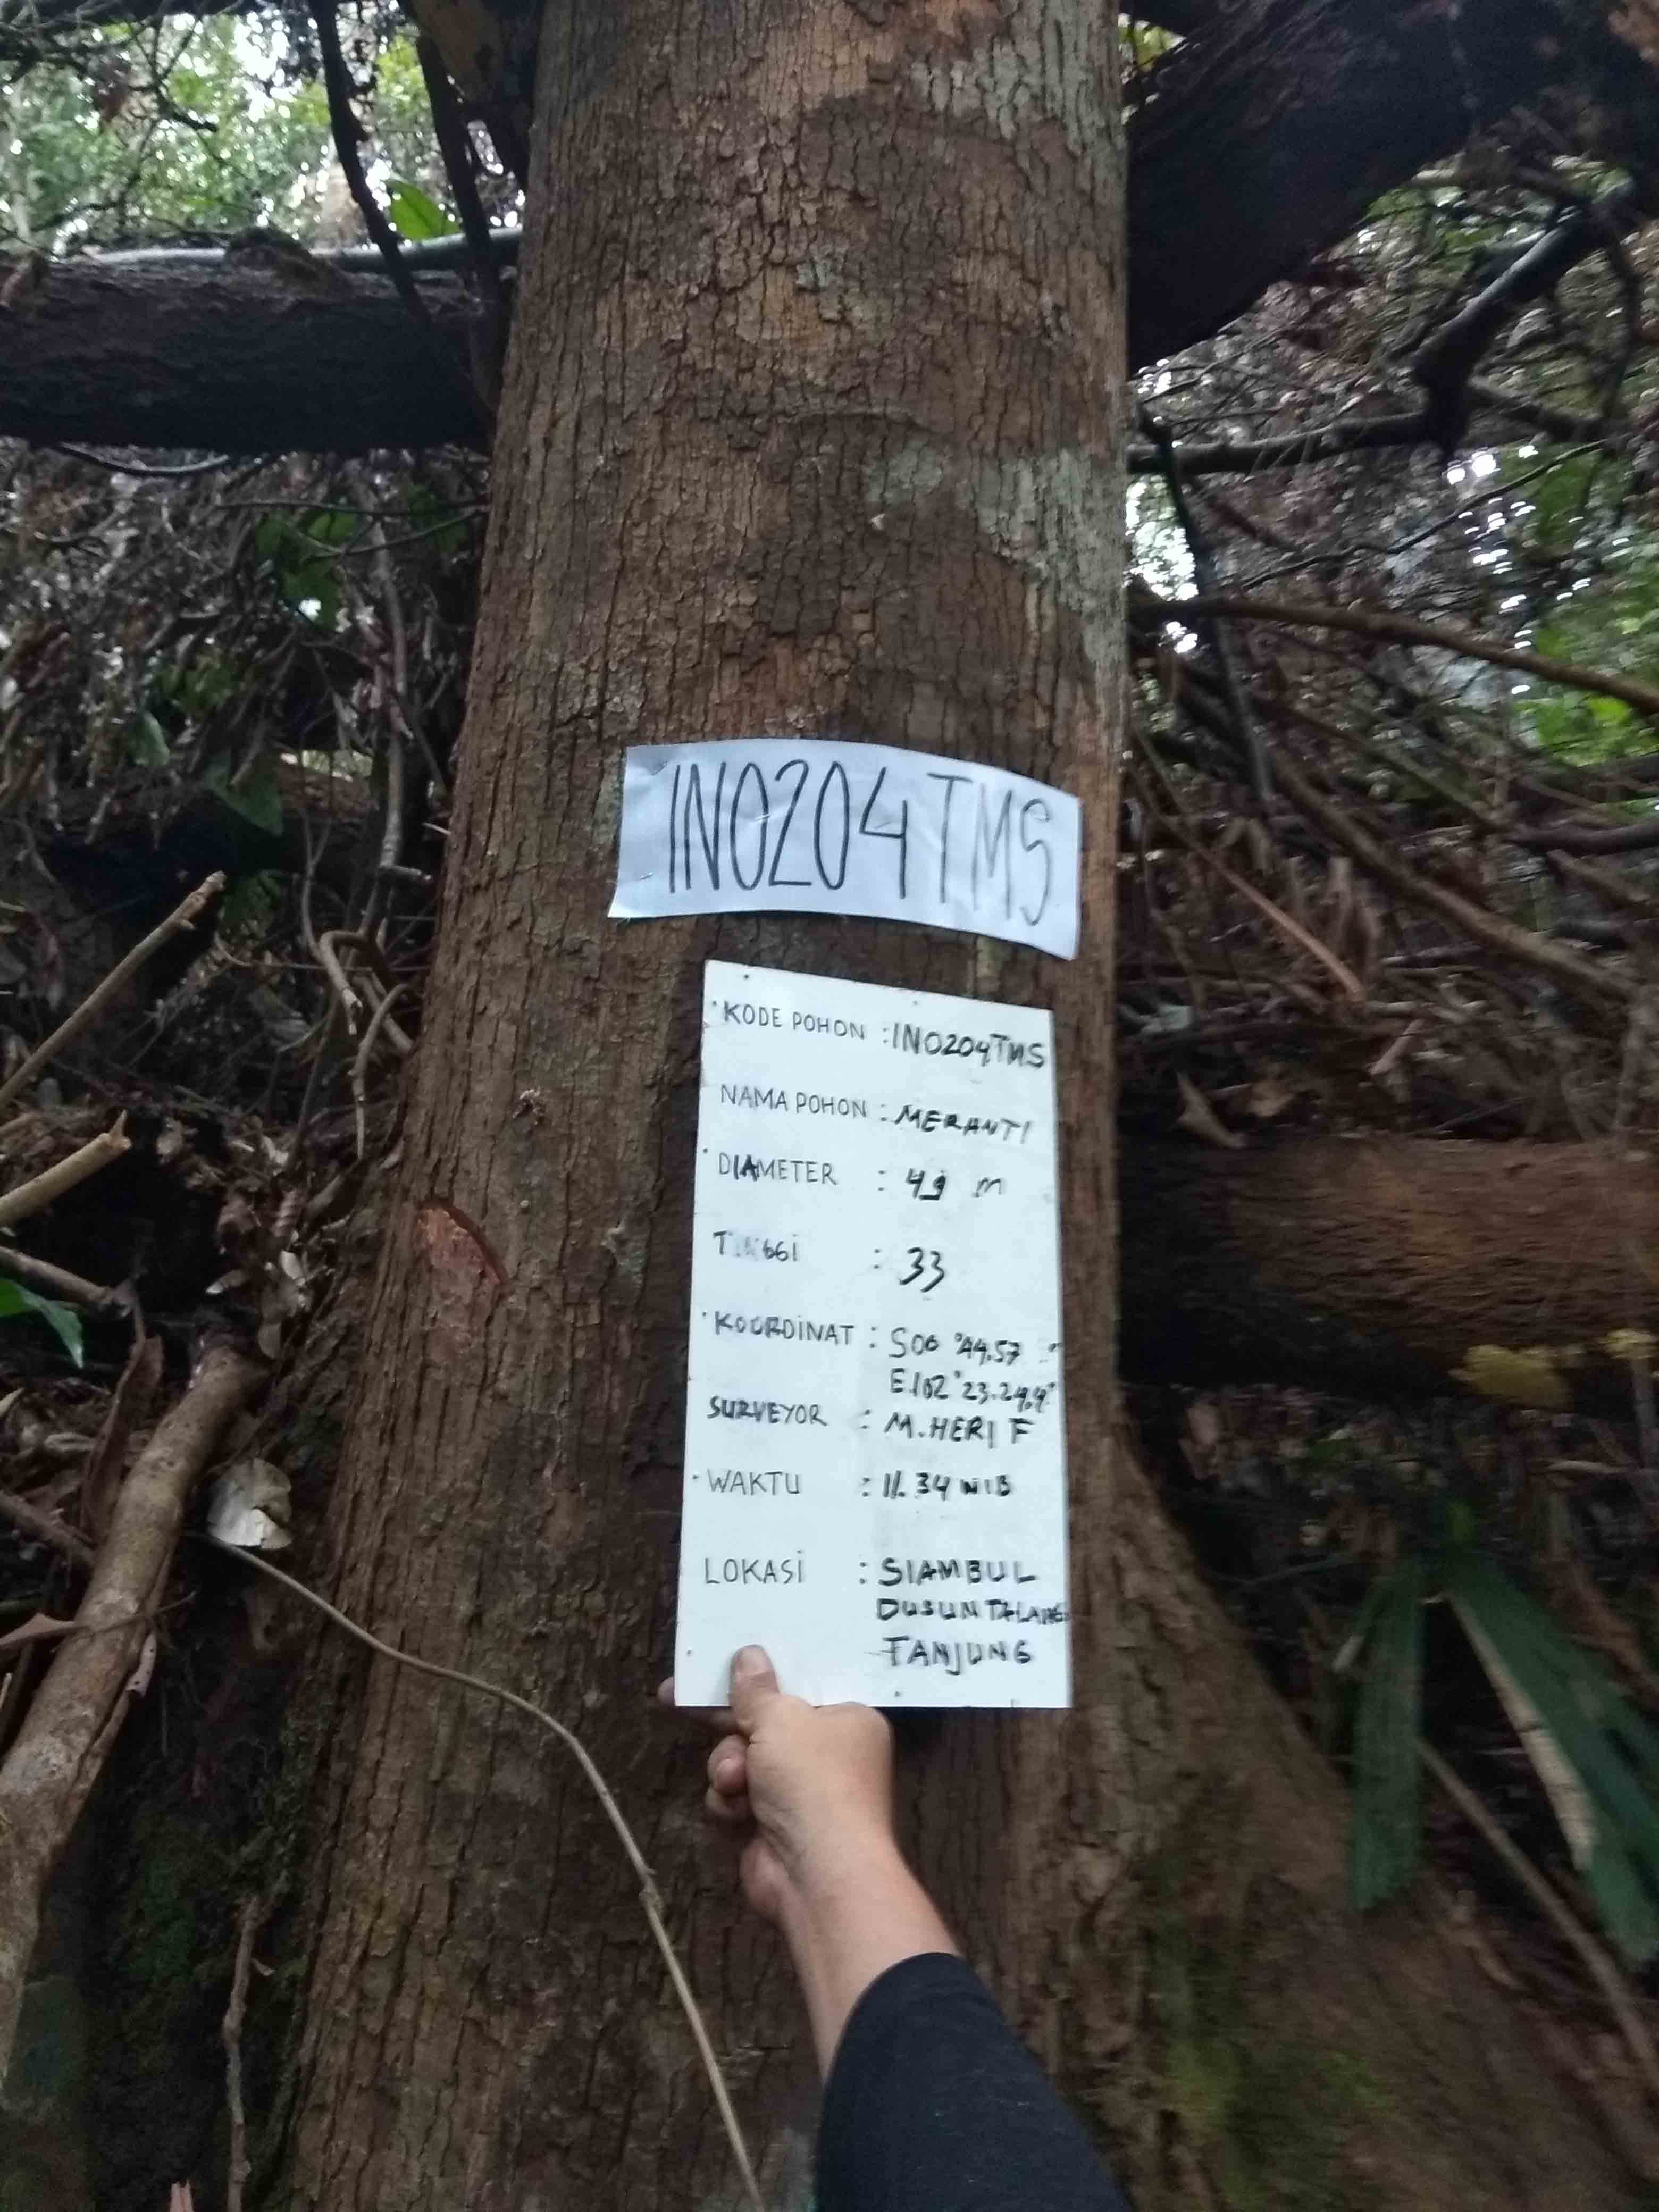 IN0204TMS
KODE POHON : IN0204TMS
NAMA POHON : MERANTI
DIAMETER : 49 m
TINGGI : 33
KOORDINAT : S00 °44.57
E.102°23.24,4"
SURVEYOR : M.HERI F
WAKTU : 11.34 WIB
LOKASI : SIAMBUL
DUSUN TALANG
TANJUNG